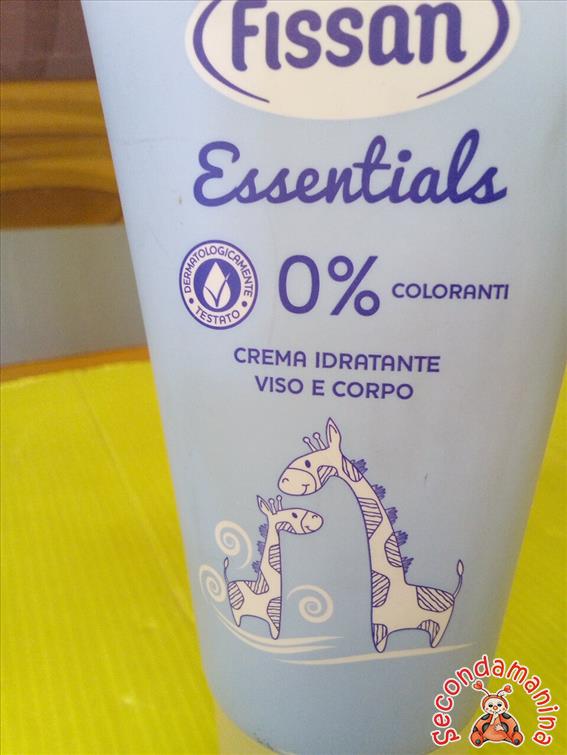 Fissan
Essentials
DERMATOLOGICAMENTE
TESTATO
0% COLORANTI
CREMA IDRATANTE
VISO E CORPO
Secondamanina